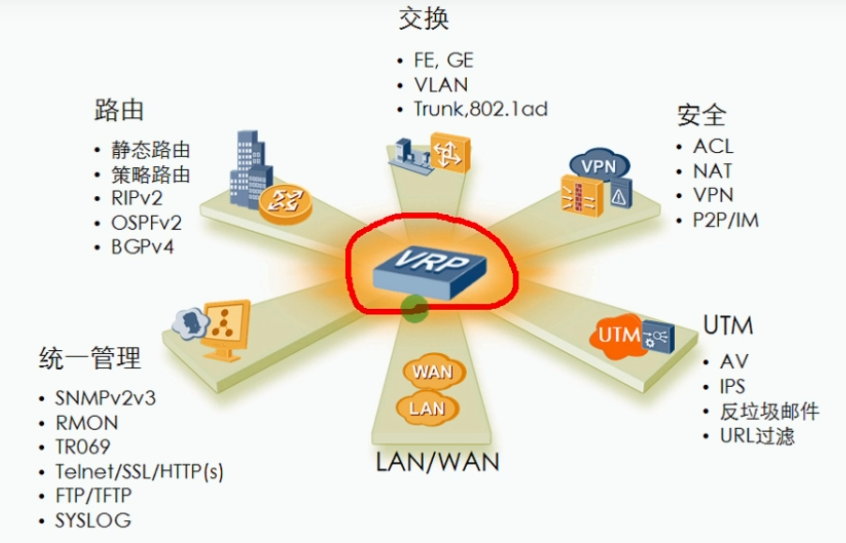 交换
• FE, GE
• VLAN
• Trunk,802.1ad
路由
• 静态路由
• 策略路由
• RIPv2
• OSPFv2
• BGPv4
安全
• ACL
• NAT
• VPN
• P2P/IM
VPN
VRP
统一管理
• SNMPv2v3
• RMON
• TR069
• Telnet/SSL/HTTP(s)
• FTP/TFTP
• SYSLOG
WAN
LAN
LAN/WAN
UTM
UTM
• AV
• IPS
• 反垃圾邮件
• URL过滤